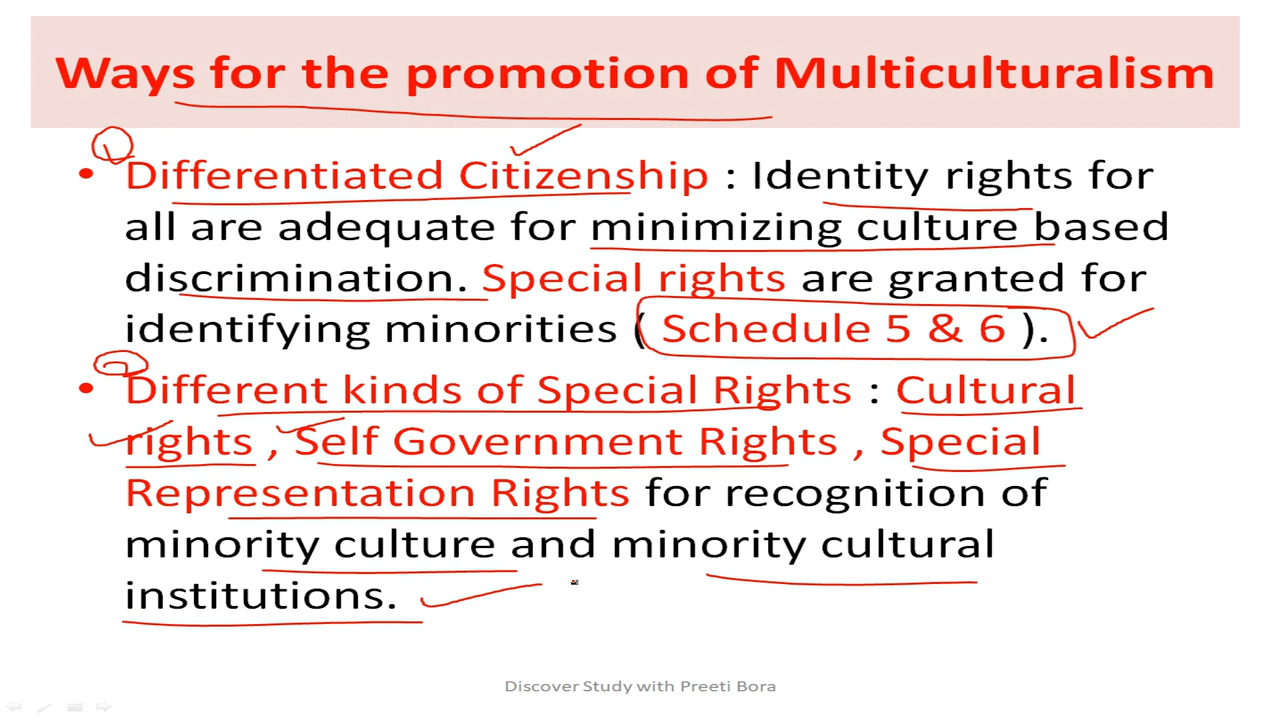 Ways for the promotion of Multiculturalism
• Differentiated Citizenship : Identity rights for
all are adequate for minimizing culture based
discrimination. Special rights are granted for
identifying minorities ( Schedule 5 & 6 ).
• Different kinds of Special Rights : Cultural
rights , Self Government Rights , Special
Representation Rights for recognition of
minority culture and minority cultural
institutions.
Discover Study with Preeti Bora